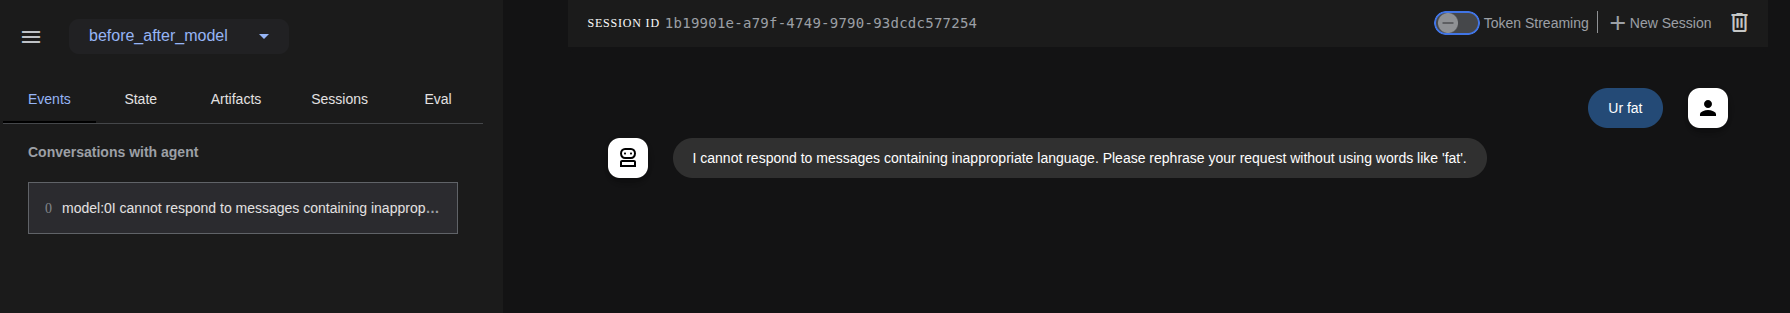 before_after_model
SESSION ID 1b19901e-a79f-4749-9790-93dcdc577254
Token Streaming
New Session
Events
State
Artifacts
Sessions
Eval
Ur fat
Conversations with agent
I cannot respond to messages containing inappropriate language. Please rephrase your request without using words like 'fat'.
0 model:0I cannot respond to messages containing inapprop...